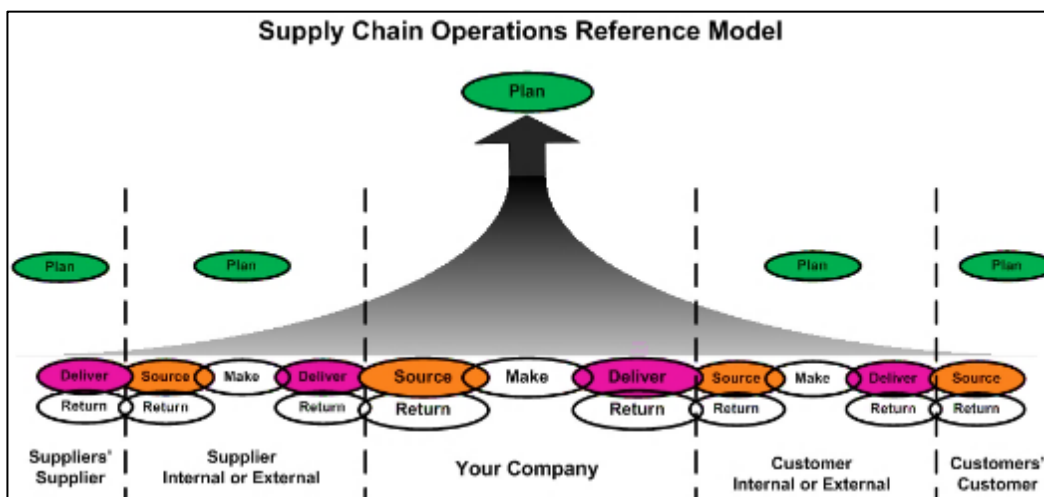 Supply Chain Operations Reference Model
Plan
Plan
Plan
Plan
Plan
Deliver
Source
Make
Deliver
Source
Make
Deliver
Source
Make
Deliver
Source
Return
Return
Return
Return
Return
Return
Return
Return
Suppliers'
Supplier
Supplier
Internal or External
Your Company
Customer
Internal or External
Customers'
Customer